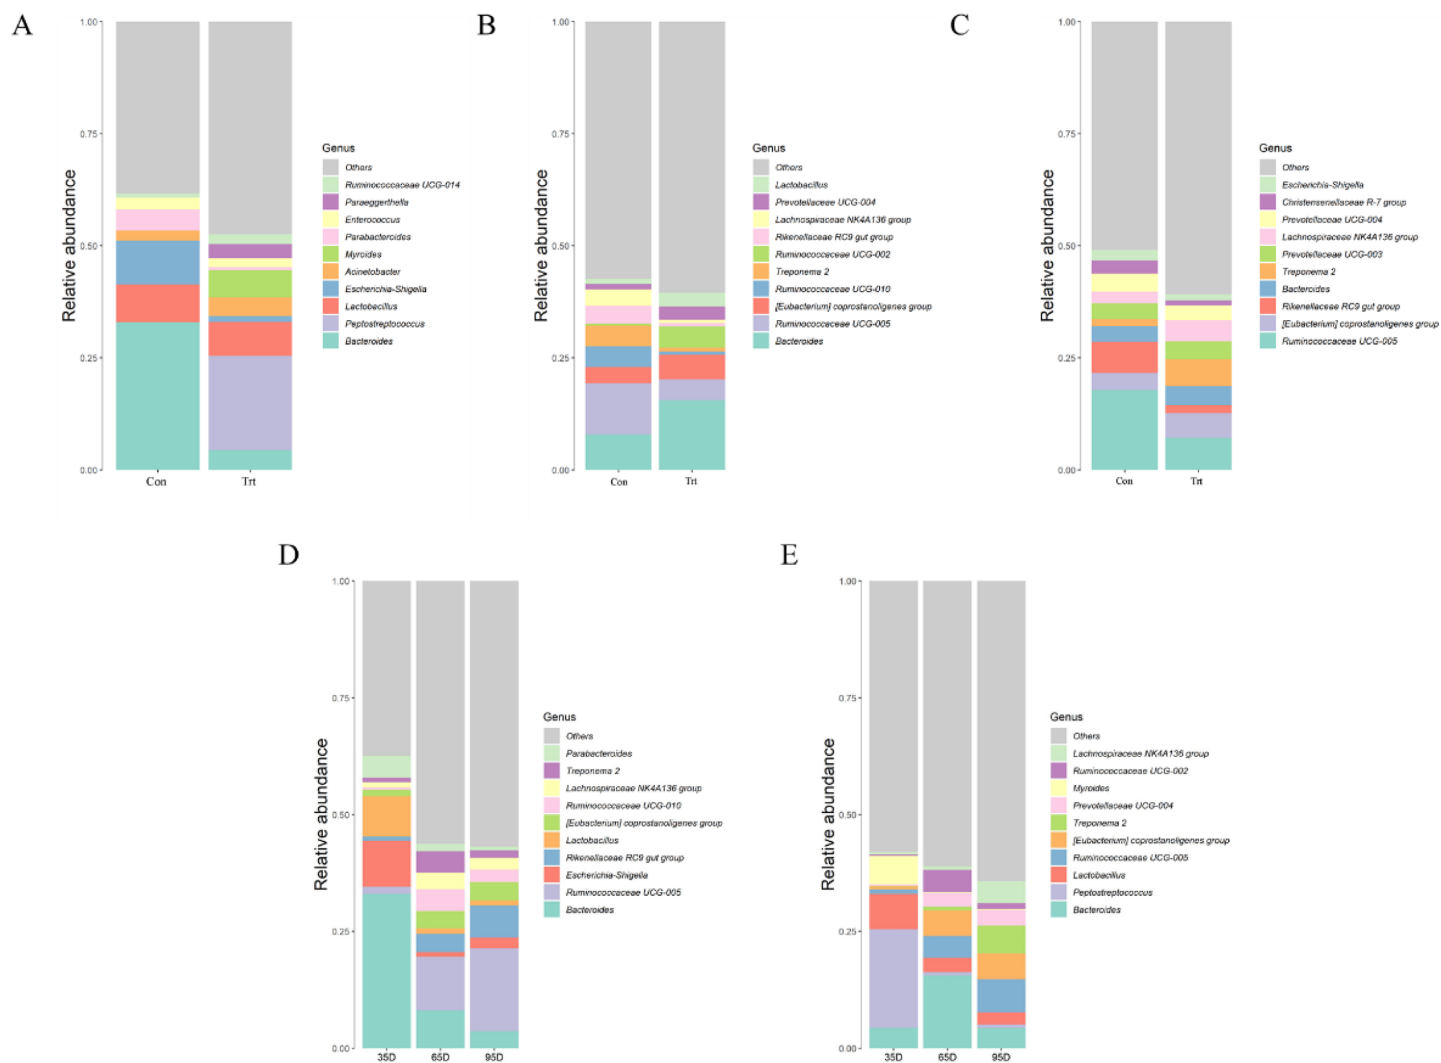 A
1.00
0.75
0.50
0.25
0.00
Relative abundance
Con
Trt
Genus
Others
Ruminococcaceae UCG-014
Paraeggerthella
Enterococcus
Parabacteroides
Myroides
Acinetobacter
Escherichia-Shigella
Lactobacillus
Peptostreptococcus
Bacteroides
B
1.00
0.75
0.50
0.25
0.00
Relative abundance
Con
Trt
Genus
Others
Lactobacillus
Prevotellaceae UCG-004
Lachnospiraceae NK4A136 group
Rikenellaceae RC9 gut group
Ruminococcaceae UCG-002
Treponema 2
Ruminococcaceae UCG-010
[Eubacterium] coprostanoligenes group
Ruminococcaceae UCG-005
Bacteroides
C
1.00
0.75
0.50
0.25
0.00
Relative abundance
Con
Trt
Genus
Others
Escherichia-Shigella
Christensenellaceae R-7 group
Prevotellaceae UCG-004
Lachnospiraceae NK4A136 group
Prevotellaceae UCG-003
Treponema 2
Bacteroides
Rikenellaceae RC9 gut group
[Eubacterium] coprostanoligenes group
Ruminococcaceae UCG-005
D
1.00
0.75
0.50
0.25
0.00
Relative abundance
35D
65D
95D
Genus
Others
Parabacteroides
Treponema 2
Lachnospiraceae NK4A136 group
Ruminococcaceae UCG-010
[Eubacterium] coprostanoligenes group
Lactobacillus
Rikenellaceae RC9 gut group
Escherichia-Shigella
Ruminococcaceae UCG-005
Bacteroides
E
1.00
0.75
0.50
0.25
0.00
Relative abundance
35D
65D
95D
Genus
Others
Lachnospiraceae NK4A136 group
Ruminococcaceae UCG-002
Myroides
Prevotellaceae UCG-004
Treponema 2
[Eubacterium] coprostanoligenes group
Ruminococcaceae UCG-005
Lactobacillus
Peptostreptococcus
Bacteroides